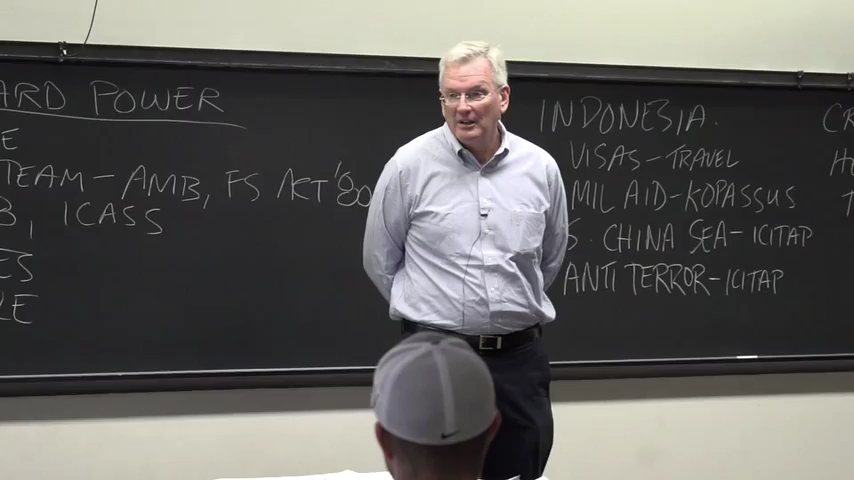 ARD POWER
E
TEAM - AMB, FS ACT '80
B, ICASS
ES
LE
INDONESIA.
VISAS - TRAVEL
MIL AID - KOPASSUS
S. CHINA SEA - ICITAP
ANTI TERROR - ICITAP
CR
H